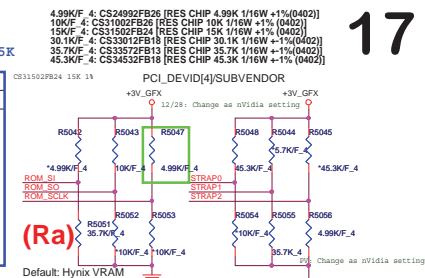 4.99K/F_4: CS24992FB26 [RES CHIP 4.99K 1/16W +1%(0402)]
10K/F_4: CS31002FB26 [RES CHIP 10K 1/16W +1% (0402)]
15K/F_4: CS31502FB24 [RES CHIP 15K 1/16W +1% (0402)]
30.1K/F_4: CS33012FB18 [RES CHIP 30.1K 1/16W +-1%(0402)]
35.7K/F_4: CS33572FB13 [RES CHIP 35.7K 1/16W +-1%(0402)]
45.3K/F_4: CS34532FB18 [RES CHIP 45.3K 1/16W +-1% (0402)]
17
5K
CS31502FB24 15K 1%
PCI_DEVID[4]/SUBVENDOR
+3V_GFX
+3V_GFX
12/28: Change as nVidia setting
R5042
R5043
R5047
R5048
R5044
R5045
*4.99K/F_4
10K/F_4
4.99K/F_4
45.3K/F_4
*5.7K/F_4
*45.3K/F_4
ROM_SI
ROM_SO
ROM_SCLK
STRAP0
STRAP1
STRAP2
(Ra)
R5051
35.7K/F_4
R5052
*10K/F_4
R5053
*10K/F_4
R5054
*10K/F_4
R5055
35.7K_4
R5056
4.99K/F_4
Change as nVidia setting
Default: Hynix VRAM